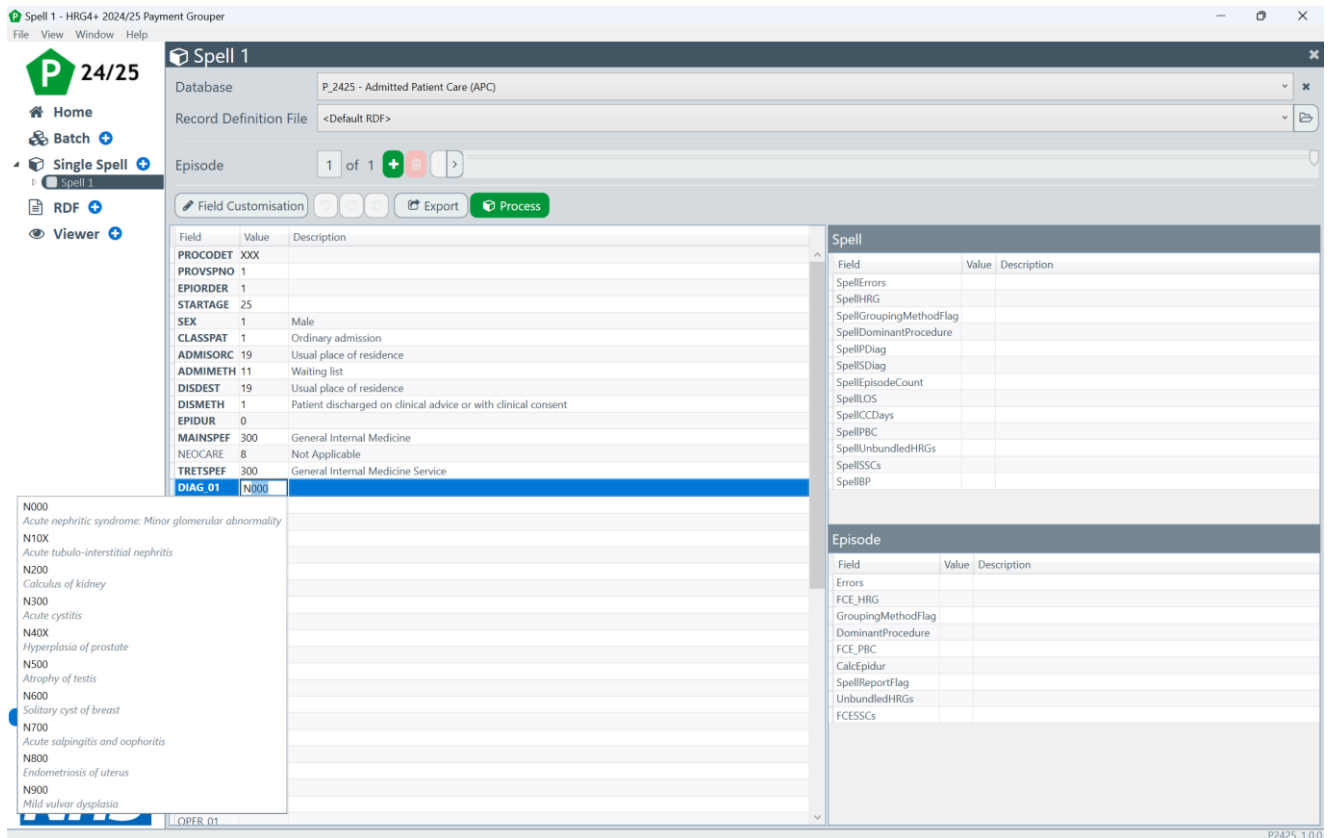 Spell 1 - HRG4+ 2024/25 Payment Grouper
File View Window Help
P 24/25
Home
Batch
Single Spell
Spell 1
RDF
Viewer
Spell 1
Database P_2425 - Admitted Patient Care (APC)
Record Definition File <Default RDF>
Episode 1 of 1
Field Customisation Export Process
Field Value Description
PROCODET XXX
PROVSPNO 1
EPIORDER 1
STARTAGE 25
SEX 1 Male
CLASSPAT 1 Ordinary admission
ADMISORC 19 Usual place of residence
ADMIMETH 11 Waiting list
DISDEST 19 Usual place of residence
DISMETH 1 Patient discharged on clinical advice or with clinical consent
EPIDUR 0
MAINSPEF 300 General Internal Medicine
NEOCARE 8 Not Applicable
TRETSPEF 300 General Internal Medicine Service
DIAG_01 N000
N000
Acute nephritic syndrome: Minor glomerular abnormality
N10X
Acute tubulo-interstitial nephritis
N200
Calculus of kidney
N300
Acute cystitis
N40X
Hyperplasia of prostate
N500
Atrophy of testis
N600
Solitary cyst of breast
N700
Acute salpingitis and oophoritis
N800
Endometriosis of uterus
N900
Mild vulvar dysplasia
NHS
OPER_01
Spell
Field Value Description
SpellErrors
SpellHRG
SpellGroupingMethodFlag
SpellDominantProcedure
SpellPDiag
SpellSDiag
SpellEpisodeCount
SpellLOS
SpellCCDays
SpellPBC
SpellUnbundledHRGs
SpellSSCs
SpellBP
Episode
Field Value Description
Errors
FCE_HRG
GroupingMethodFlag
DominantProcedure
FCE_PBC
CalcEpidur
SpellReportFlag
UnbundledHRGs
FCESSCs
P2425_1.0.0